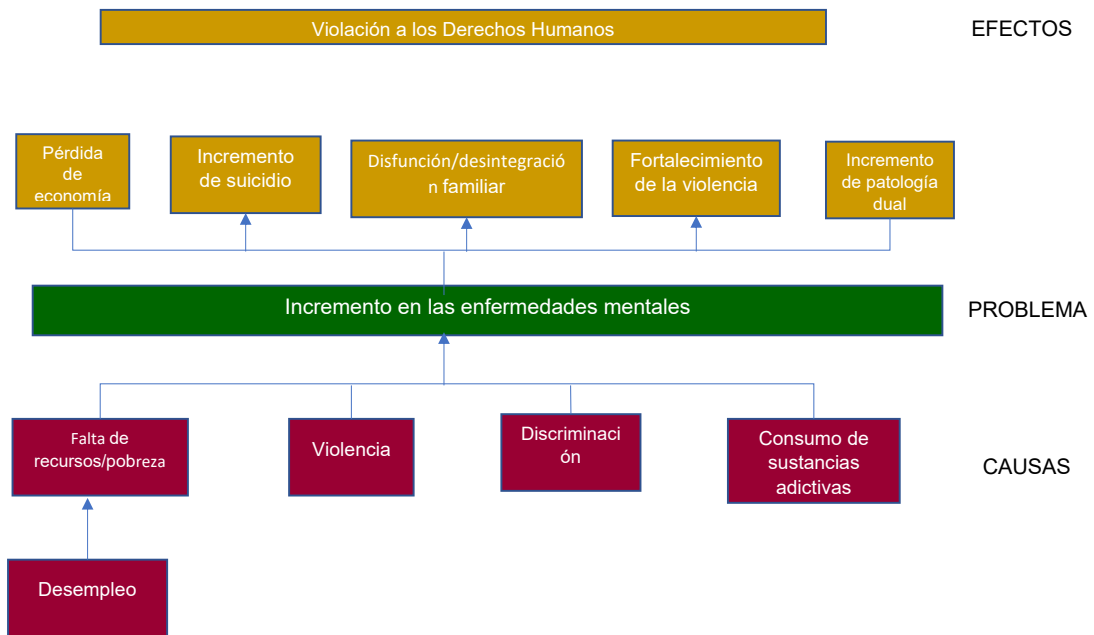 Violación a los Derechos Humanos
EFECTOS
Pérdida
de
economía
Incremento
de suicidio
Disfunción/desintegració
n familiar
Fortalecimiento
de la violencia
Incremento
de patología
dual
Incremento en las enfermedades mentales
PROBLEMA
Falta de
recursos/pobreza
Violencia
Discriminaci
ón
Consumo de
sustancias
adictivas
CAUSAS
Desempleo